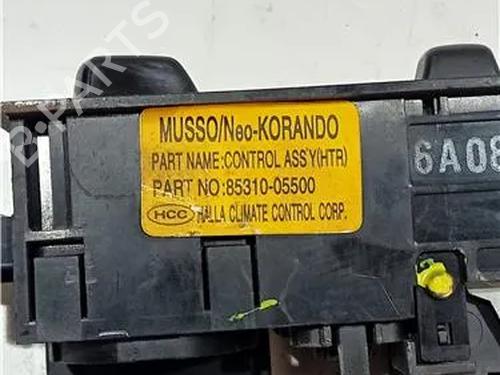 B-PARTS
MUSSO/Neo-KORANDO
PART NAME:CONTROL ASS'Y(HTR)
PART NO:85310-05500
HCC HALLA CLIMATE CONTROL CORP.
6A08